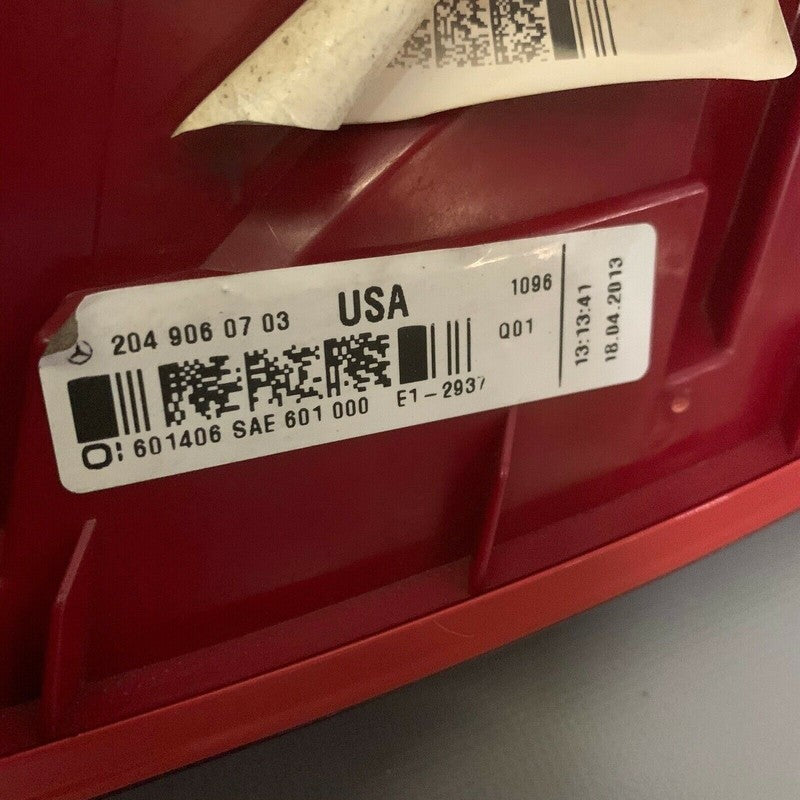 204 906 07 03 USA 1096
Q01
601406 SAE 601 000 E1-2937
13:13:41
18.04.2013